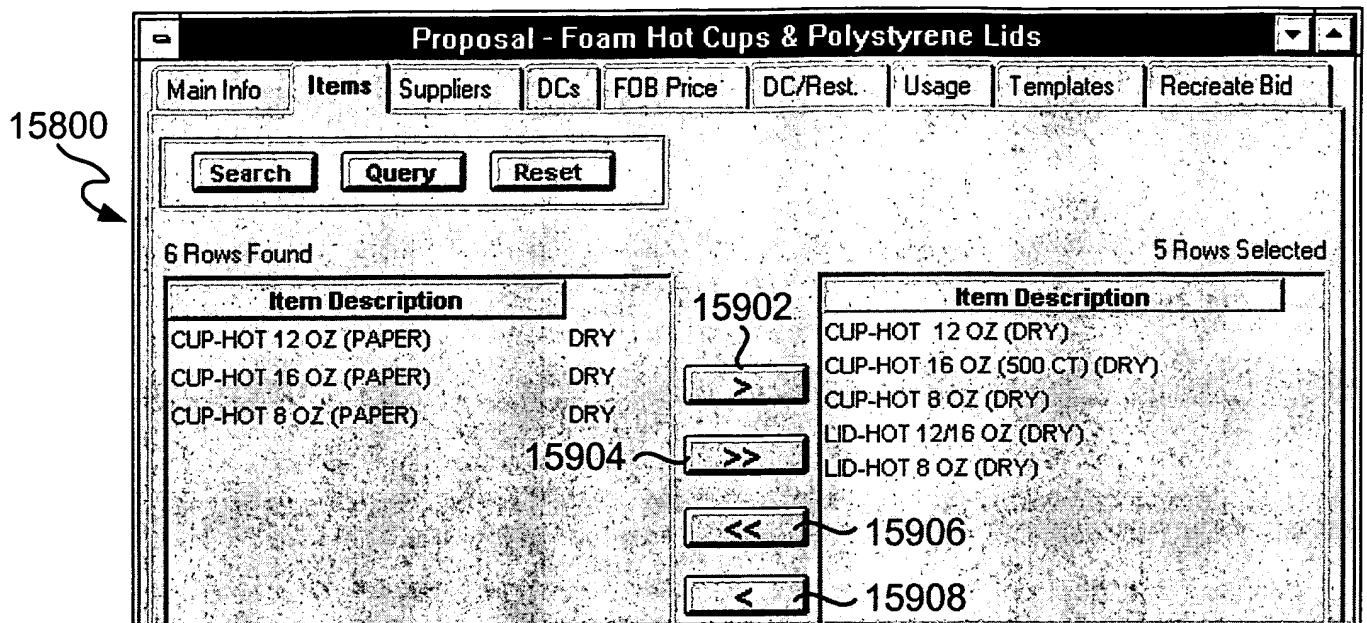 Proposal - Foam Hot Cups & Polystyrene Lids
Main Info Items Suppliers DCs FOB Price DC/Rest. Usage Templates Recreate Bid
15800
Search Query Reset
6 Rows Found 5 Rows Selected
Item Description 15902 Item Description
CUP-HOT 12 OZ (PAPER) DRY CUP-HOT 12 OZ (DRY)
CUP-HOT 16 OZ (PAPER) DRY > CUP-HOT 16 OZ (500 CT) (DRY)
CUP-HOT 8 OZ (PAPER) DRY CUP-HOT 8 OZ (DRY)
LID-HOT 12/16 OZ (DRY)
15904 >> LID-HOT 8 OZ (DRY)
<< 15906
< 15908